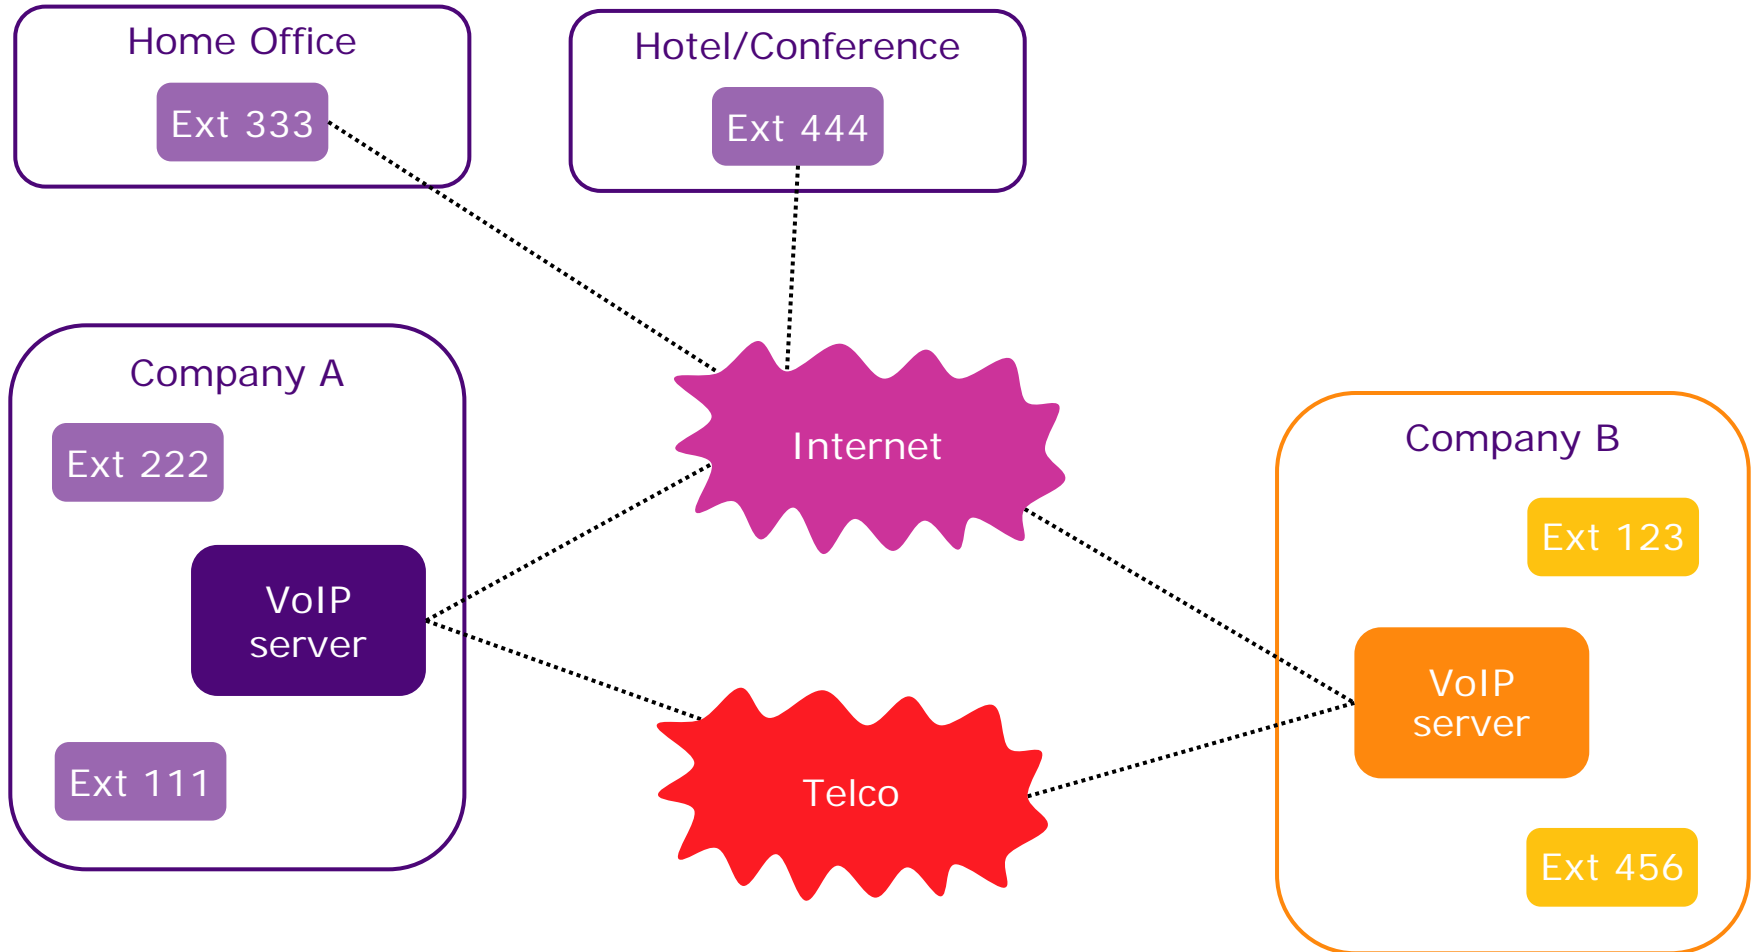 Home Office
Ext 333
Hotel/Conference
Ext 444
Company A
Ext 222
VoIP
server
Ext 111
Internet
Telco
Company B
Ext 123
VoIP
server
Ext 456